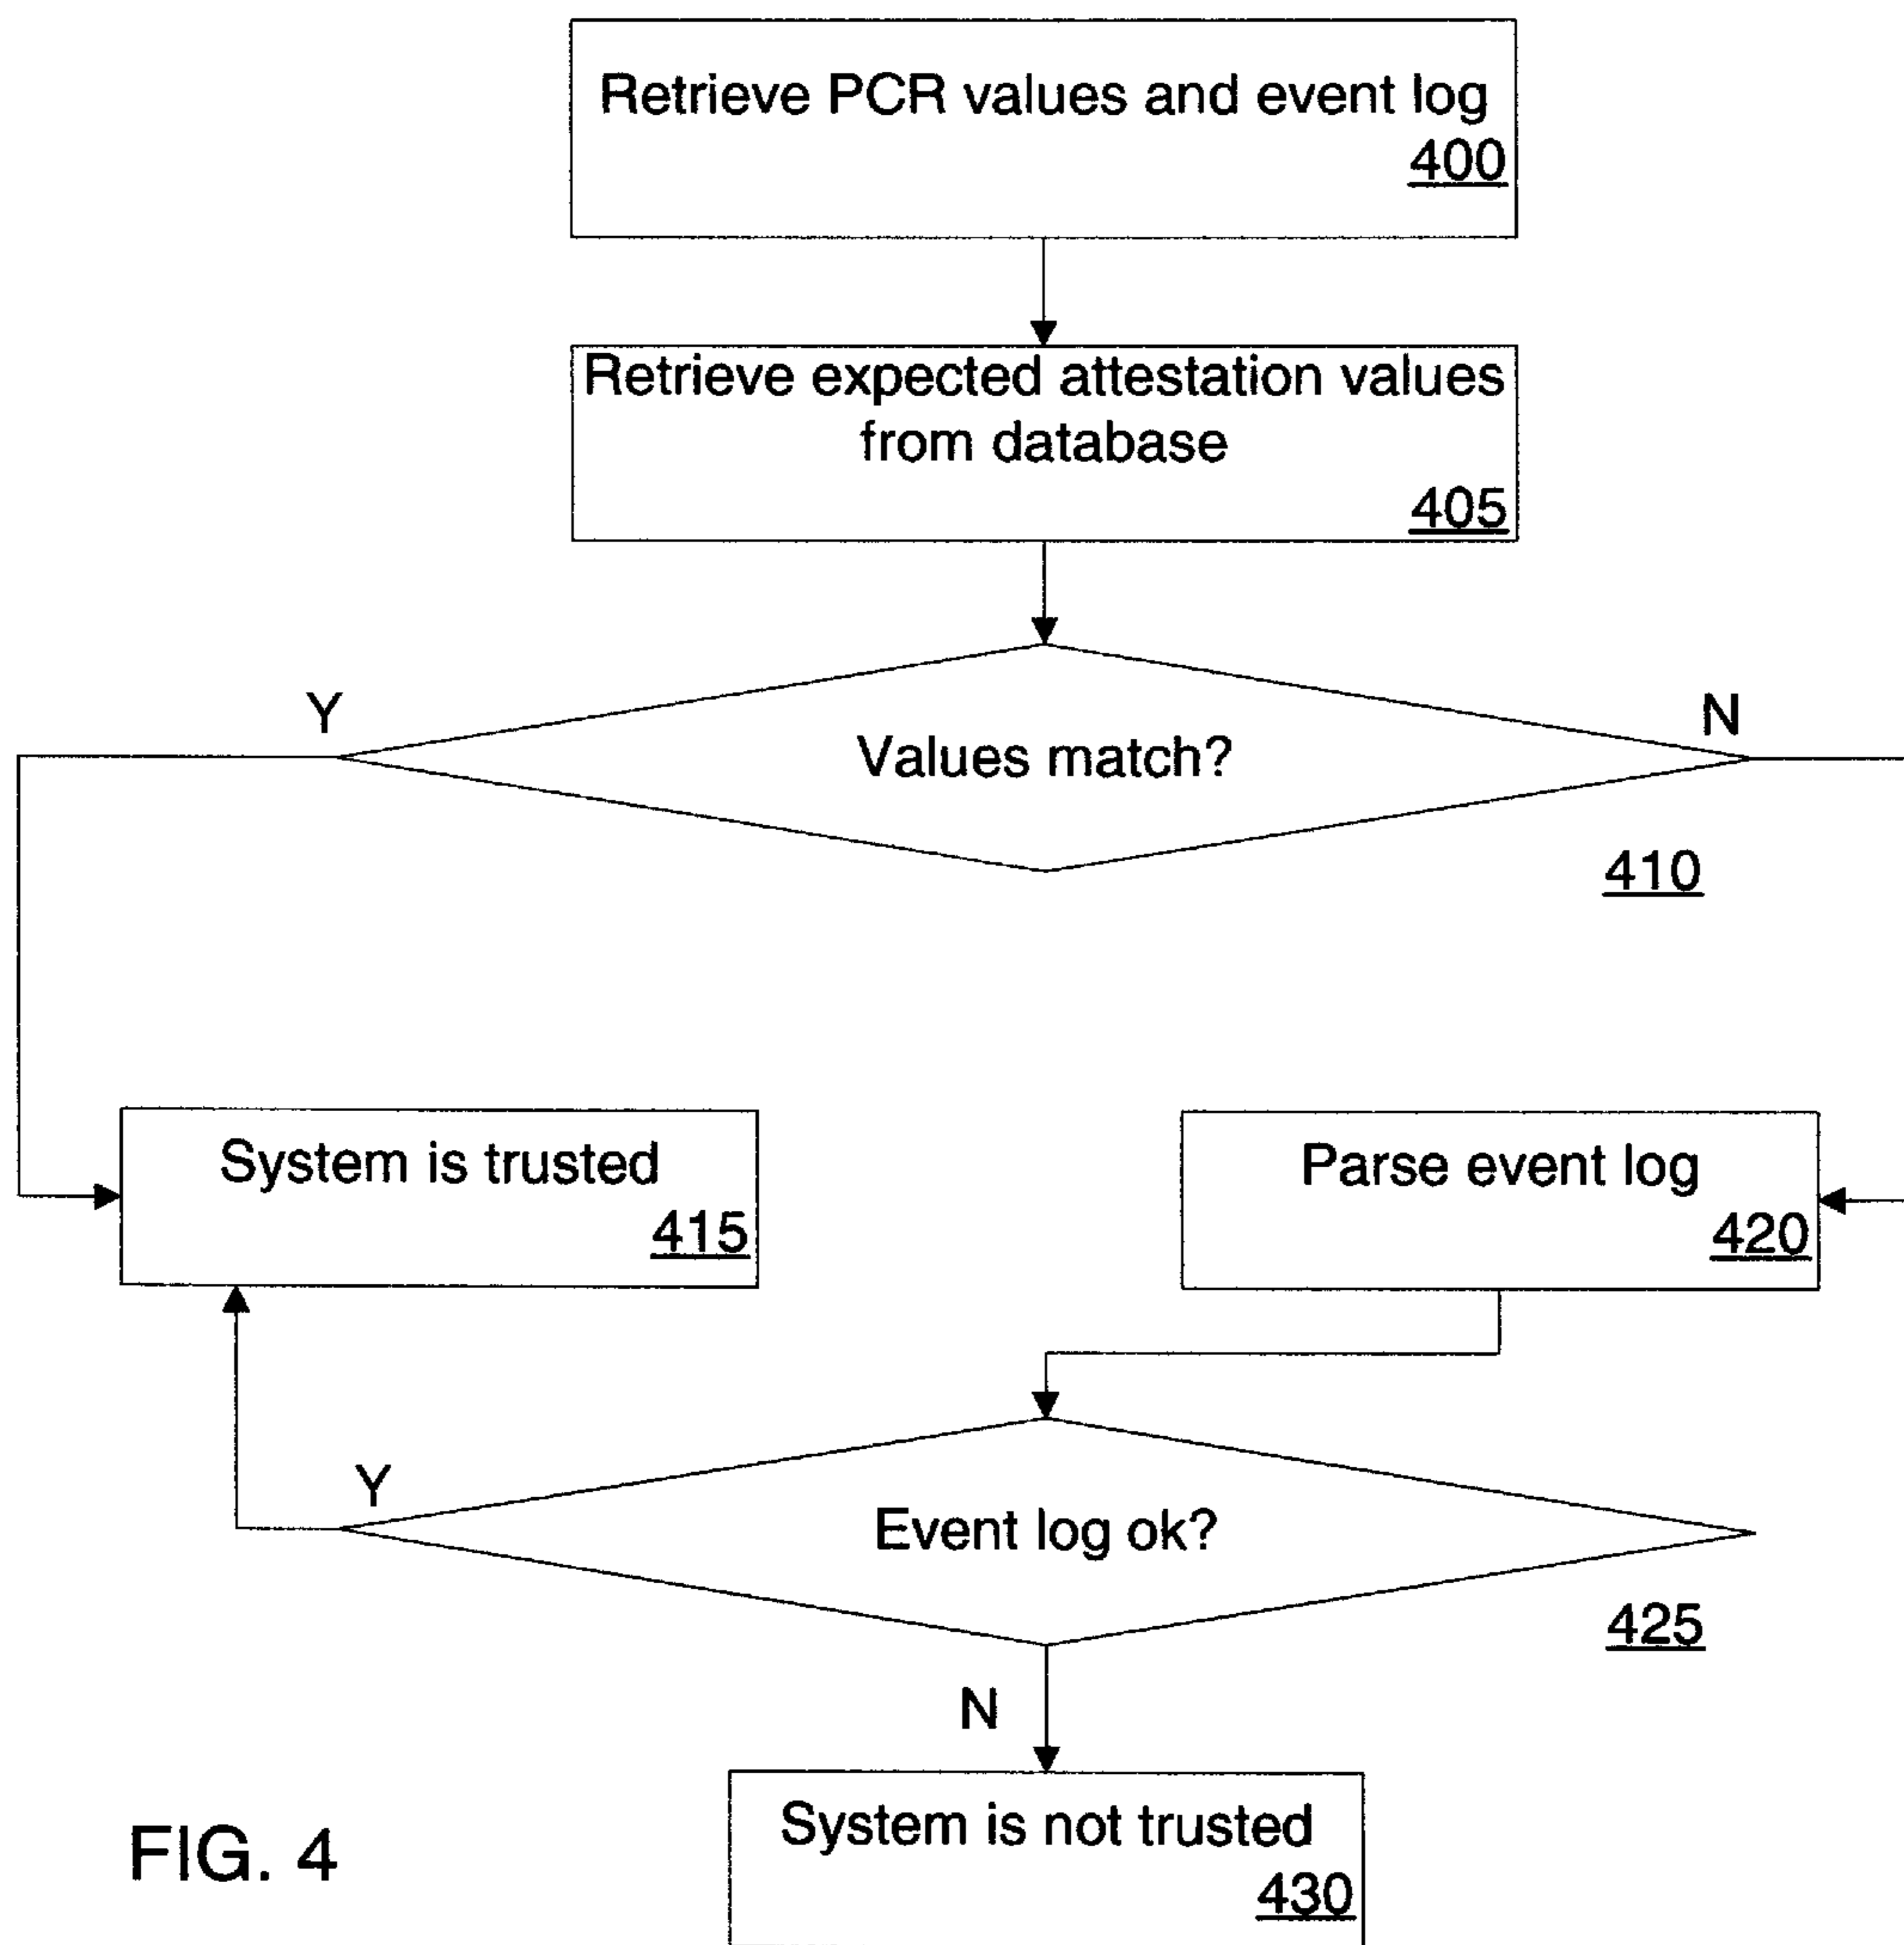 Retrieve PCR values and event log
400
Retrieve expected attestation values
from database
405
Y
N
Values match?
410
System is trusted
415
Parse event log
420
Y
Event log ok?
425
N
System is not trusted
430
FIG. 4